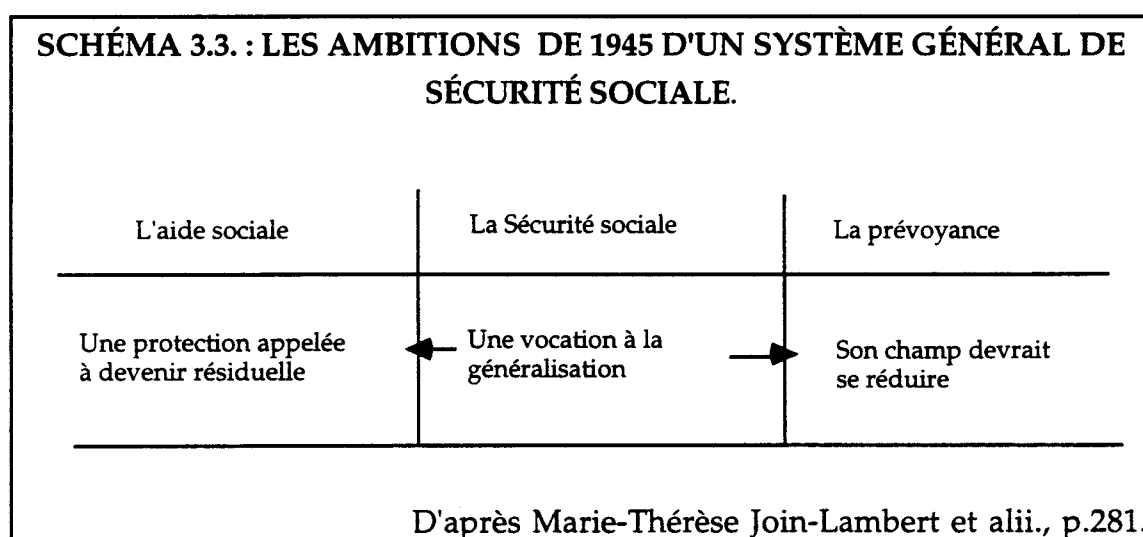 SCHÉMA 3.3. : LES AMBITIONS DE 1945 D'UN SYSTÈME GÉNÉRAL DE
SÉCURITÉ SOCIALE.
L'aide sociale
La Sécurité sociale
La prévoyance
Une protection appelée
à devenir résiduelle
Une vocation à la
généralisation
Son champ devrait
se réduire
D'après Marie-Thérèse Join-Lambert et alii., p.281.